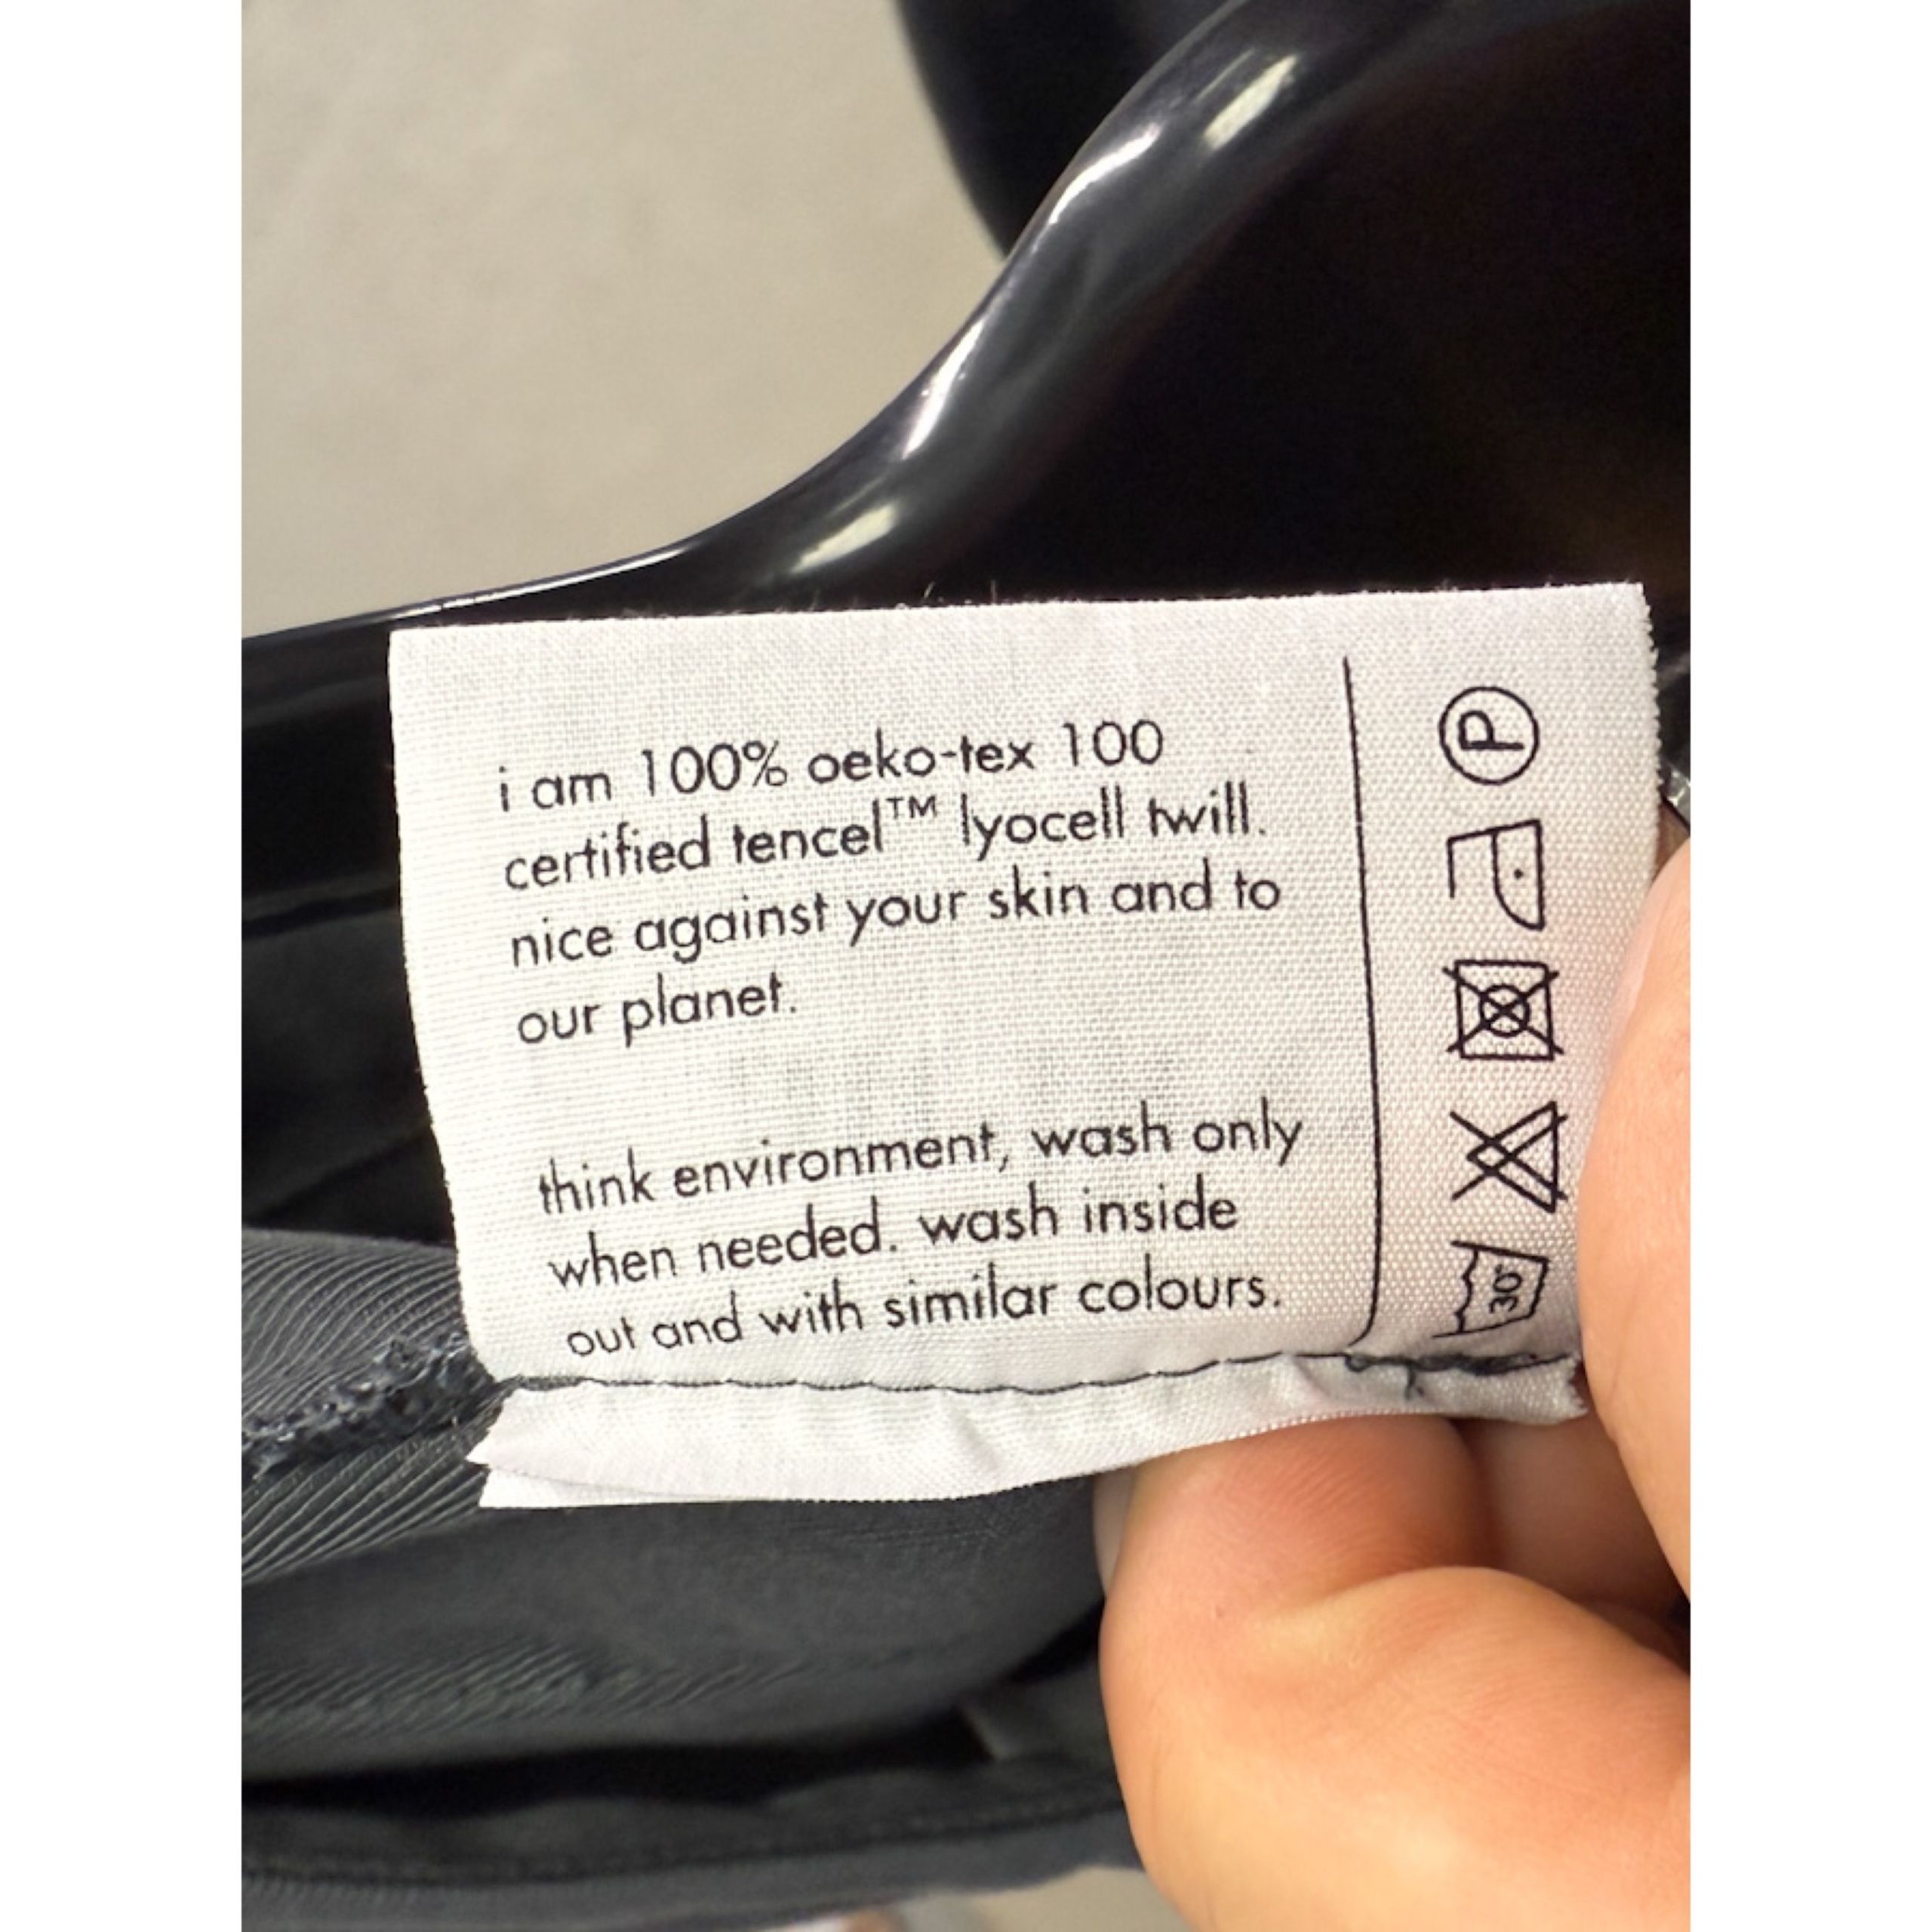 i am 100% oeko-tex 100
certified tencel™ lyocell twill.
nice against your skin and to
our planet.
think environment, wash only
when needed. wash inside
out and with similar colours.
P
30°